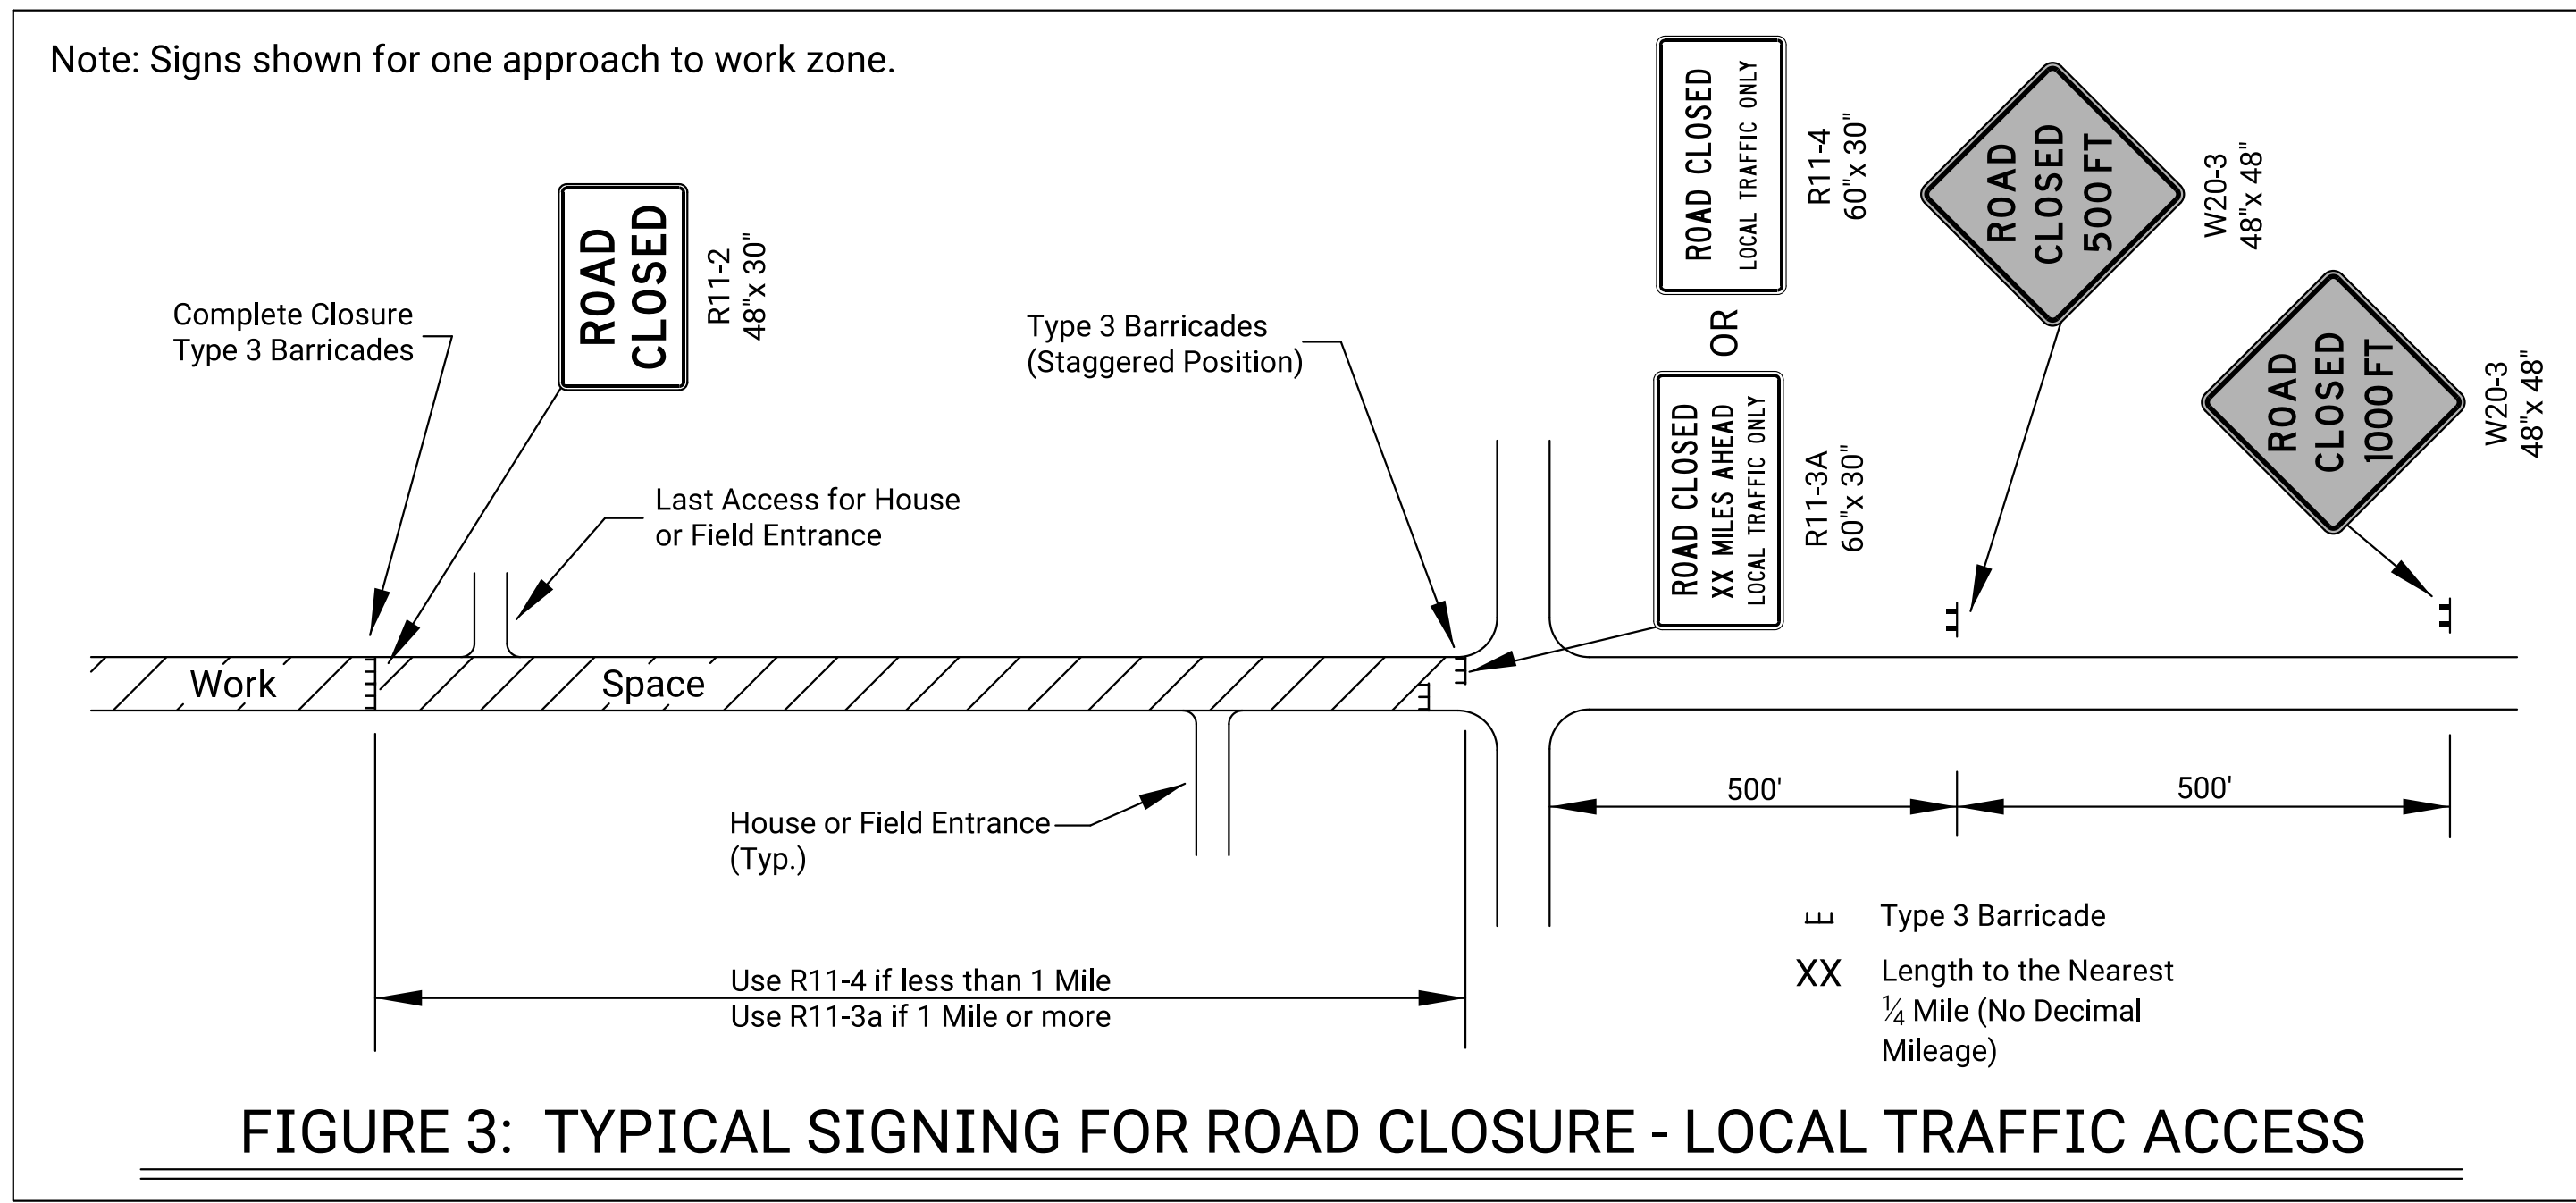 Note: Signs shown for one approach to work zone.
Complete Closure
Type 3 Barricades
ROAD
CLOSED
R11-2
48"x 30"
Last Access for House
or Field Entrance
Type 3 Barricades
(Staggered Position)
ROAD CLOSED
LOCAL TRAFFIC ONLY
R11-4
60"x 30"
OR
ROAD CLOSED
XX MILES AHEAD
LOCAL TRAFFIC ONLY
R11-3A
60"x 30"
ROAD
CLOSED
500FT
W20-3
48"x 48"
ROAD
CLOSED
1000FT
W20-3
48"x 48"
Work
Space
House or Field Entrance
(Typ.)
500'
500'
Use R11-4 if less than 1 Mile
Use R11-3a if 1 Mile or more
Type 3 Barricade
XX Length to the Nearest
¼ Mile (No Decimal
Mileage)
FIGURE 3: TYPICAL SIGNING FOR ROAD CLOSURE - LOCAL TRAFFIC ACCESS